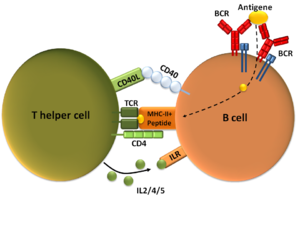 Antigene
BCR
BCR
CD40L
CD40
T helper cell
TCR
MHC-II+
Peptide
B cell
CD4
ILR
IL2/4/5